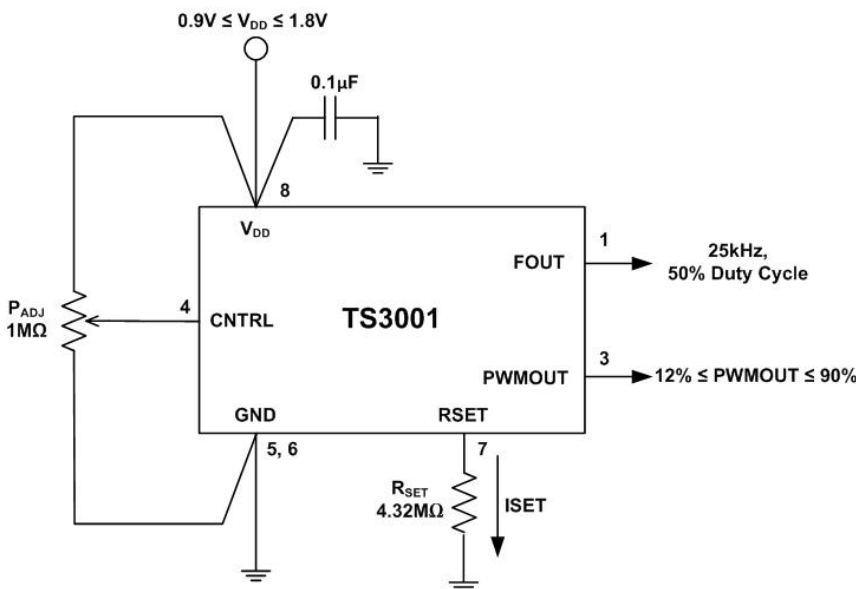 0.9V ≤ VDD ≤ 1.8V
0.1µF
8
VDD
1
FOUT
25kHz,
50% Duty Cycle
PADJ
1MΩ
4
CNTRL
TS3001
3
PWMOUT
12% ≤ PWMOUT ≤ 90%
GND
RSET
5, 6
7
RSET
4.32MΩ
ISET